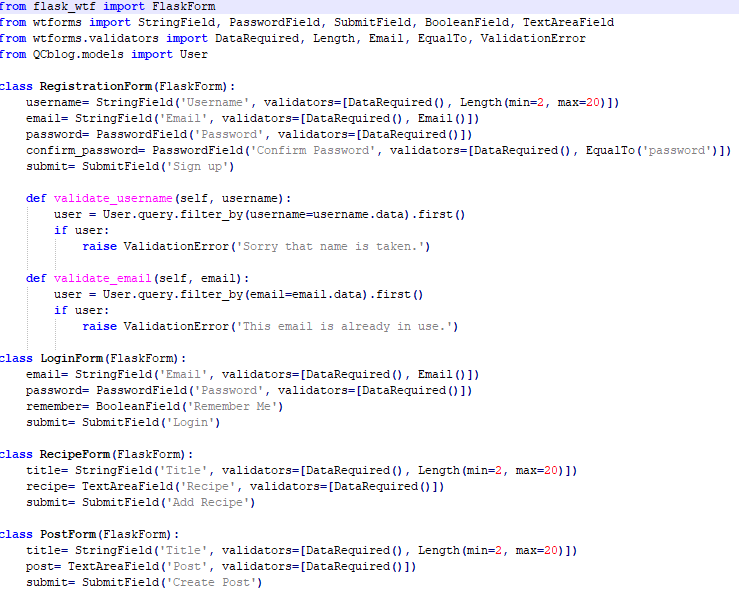 from flask_wtf import FlaskForm
from wtforms import StringField, PasswordField, SubmitField, BooleanField, TextAreaField
from wtforms.validators import DataRequired, Length, Email, EqualTo, ValidationError
from QCblog.models import User

class RegistrationForm(FlaskForm):
    username= StringField('Username', validators=[DataRequired(), Length(min=2, max=20)])
    email= StringField('Email', validators=[DataRequired(), Email()])
    password= PasswordField('Password', validators=[DataRequired()])
    confirm_password= PasswordField('Confirm Password', validators=[DataRequired(), EqualTo('password')])
    submit= SubmitField('Sign up')

    def validate_username(self, username):
        user = User.query.filter_by(username=username.data).first()
        if user:
            raise ValidationError('Sorry that name is taken.')

    def validate_email(self, email):
        user = User.query.filter_by(email=email.data).first()
        if user:
            raise ValidationError('This email is already in use.')

class LoginForm(FlaskForm):
    email= StringField('Email', validators=[DataRequired(), Email()])
    password= PasswordField('Password', validators=[DataRequired()])
    remember= BooleanField('Remember Me')
    submit= SubmitField('Login')

class RecipeForm(FlaskForm):
    title= StringField('Title', validators=[DataRequired(), Length(min=2, max=20)])
    recipe= TextAreaField('Recipe', validators=[DataRequired()])
    submit= SubmitField('Add Recipe')

class PostForm(FlaskForm):
    title= StringField('Title', validators=[DataRequired(), Length(min=2, max=20)])
    post= TextAreaField('Post', validators=[DataRequired()])
    submit= SubmitField('Create Post')